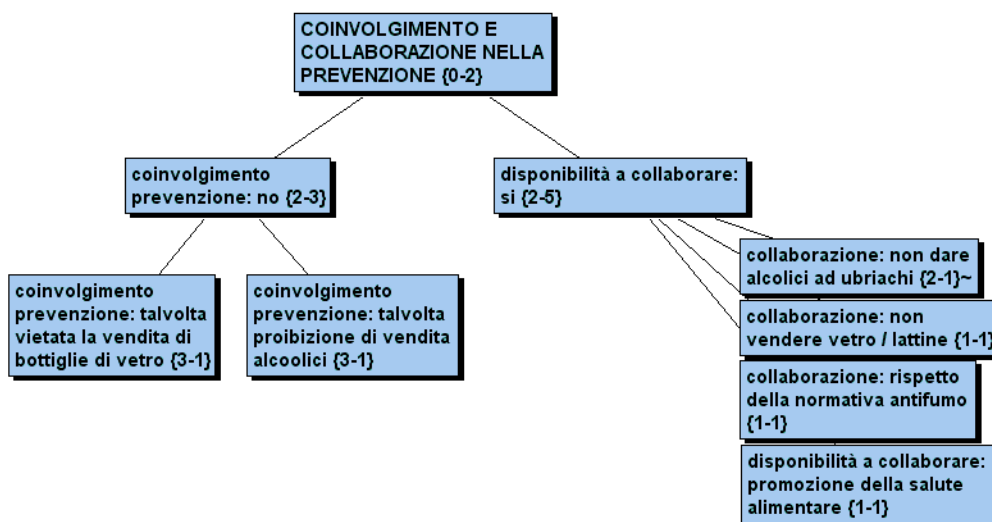 COINVOLGIMENTO E
COLLABORAZIONE NELLA
PREVENZIONE {0-2}
coinvolgimento
prevenzione: no {2-3}
disponibilità a collaborare:
si {2-5}
coinvolgimento
prevenzione: talvolta
vietata la vendita di
bottiglie di vetro {3-1}
coinvolgimento
prevenzione: talvolta
proibizione di vendita
alcoolici {3-1}
collaborazione: non dare
alcolici ad ubriachi {2-1}~
collaborazione: non
vendere vetro / lattine {1-1}
collaborazione: rispetto
della normativa antifumo
{1-1}
disponibilità a collaborare:
promozione della salute
alimentare {1-1}